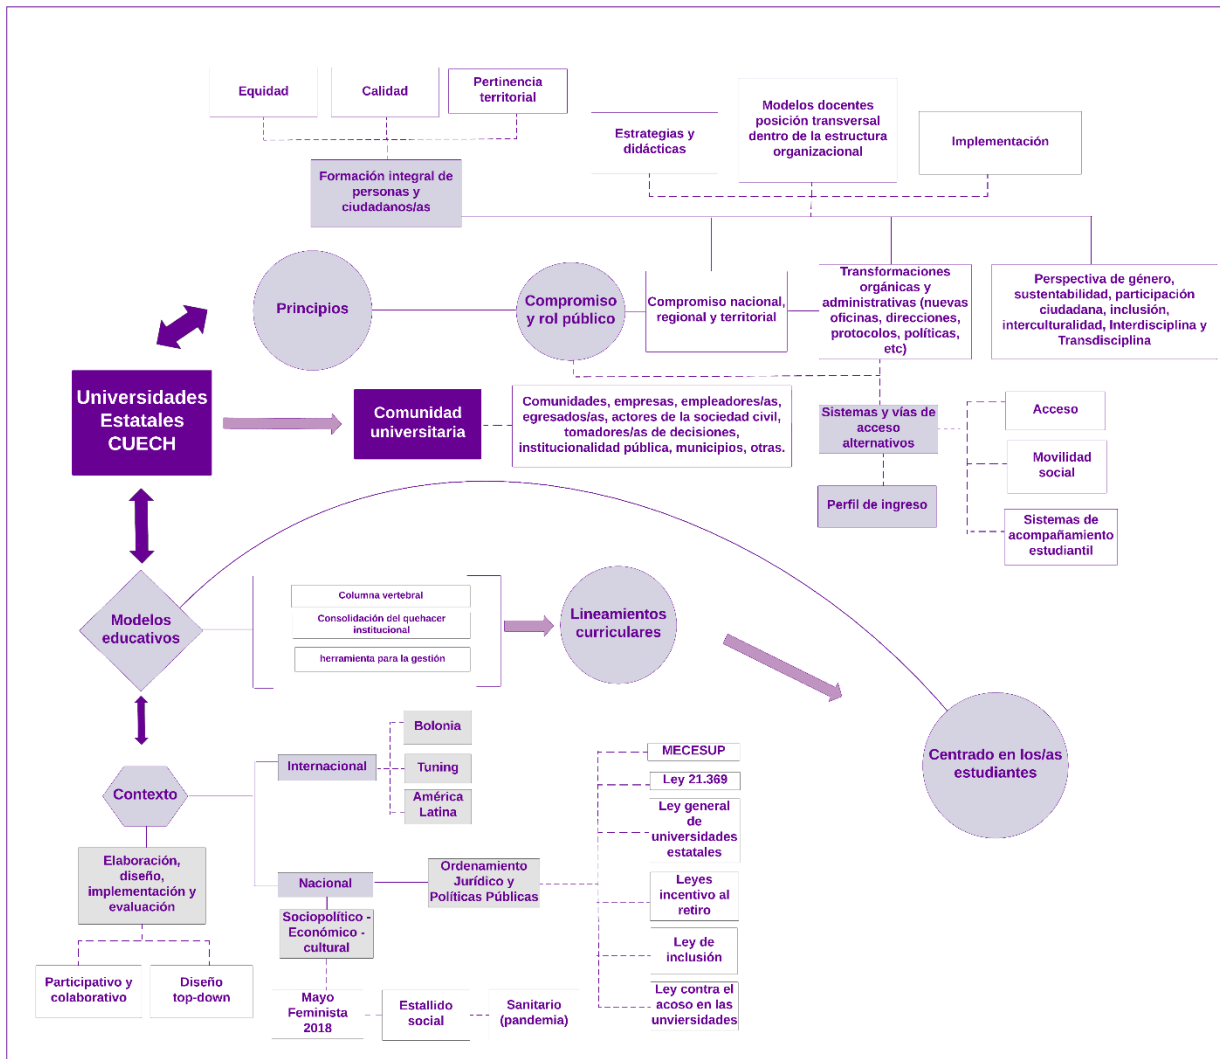 Equidad
Calidad
Pertinencia
territorial
Estrategias y
didácticas
Modelos docentes
posición transversal
dentro de la estructura
organizacional
Implementación
Formación integral de
personas y
ciudadanos/as
Principios
Compromiso
y rol público
Compromiso nacional,
regional y territorial
Transformaciones
orgánicas y
administrativas (nuevas
oficinas, direcciones,
protocolos, políticas,
etc)
Perspectiva de género,
sustentabilidad, participación
ciudadana, inclusión,
interculturalidad, Interdisciplina y
Transdisciplina
Universidades
Estatales
CUECH
Comunidad
universitaria
Comunidades, empresas, empleadores/as,
egresados/as, actores de la sociedad civil,
tomadores/as de decisiones,
institucionalidad pública, municipios, otras.
Sistemas y vías de
acceso
alternativos
Acceso
Movilidad
social
Sistemas de
acompañamiento
estudiantil
Perfil de ingreso
Modelos
educativos
Columna vertebral
Consolidación del quehacer
institucional
herramienta para la gestión
Lineamientos
curriculares
Centrado en los/as
estudiantes
Contexto
Internacional
Bolonia
Tuning
América
Latina
Elaboración,
diseño,
implementación y
evaluación
Participativo y
colaborativo
Diseño
top-down
Nacional
Ordenamiento
Jurídico y
Políticas Públicas
Sociopolítico -
Económico -
cultural
Mayo
Feminista
2018
Estallido
social
Sanitario
(pandemia)
MECESUP
Ley 21.369
Ley general
de
universidades
estatales
Leyes
incentivo al
retiro
Ley de
inclusión
Ley contra el
acoso en las
unviersidades